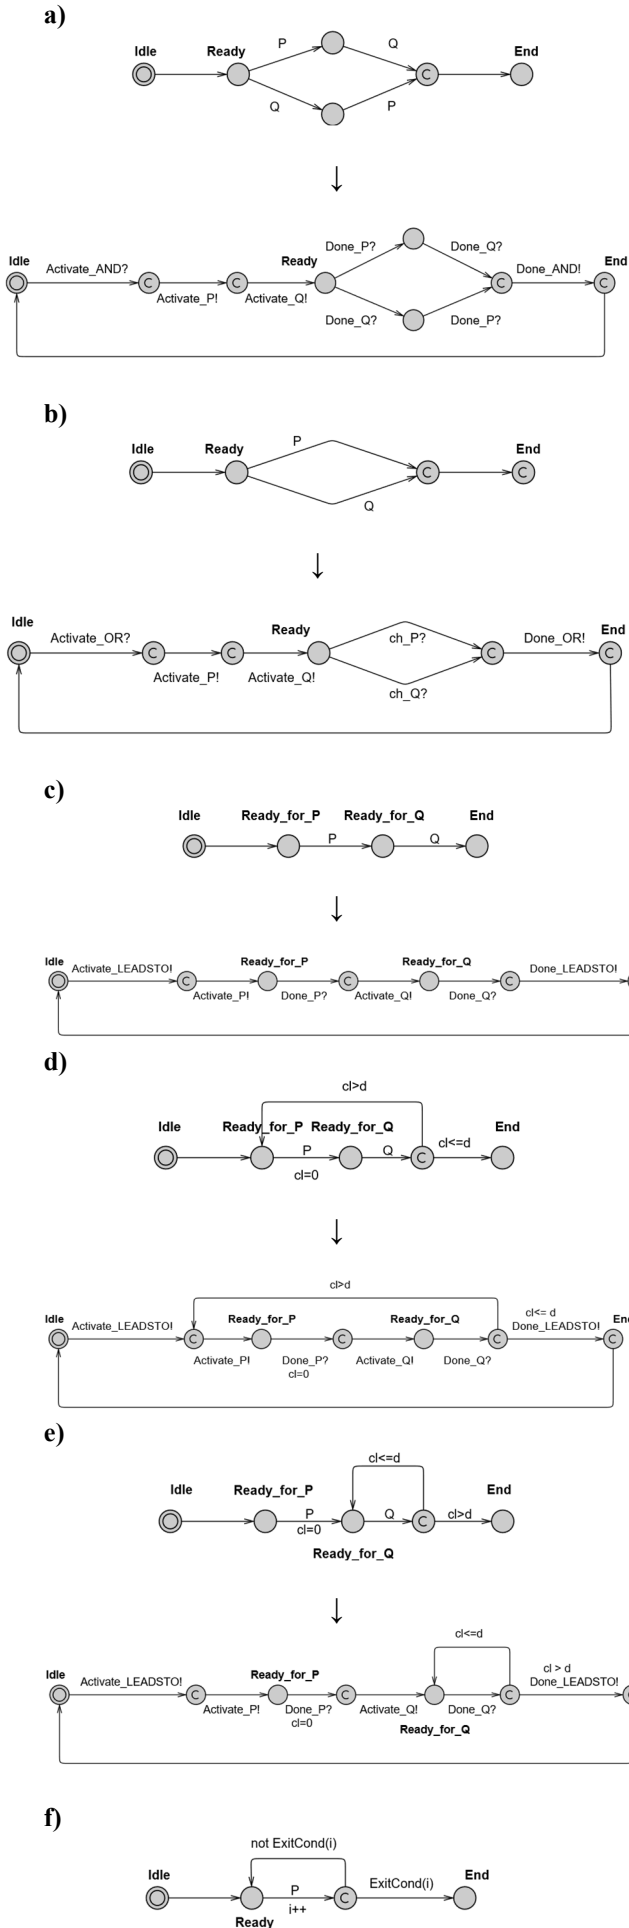 a)
P Q
Idle Ready End
C
Q P
Done_P? Done_Q?
Idle Activate_AND? Ready Done_AND! End
C C C C
Activate_P! Activate_Q!
Done_Q? Done_P?
b)
P
Idle Ready End
C C
Q
Idle Activate_OR? Ready ch_P? Done_OR! End
C C C C
Activate_P! Activate_Q! ch_Q?
c)
Idle Ready_for_P Ready_for_Q End
P Q
Idle Activate_LEADSTO! Ready_for_P Ready_for_Q Done_LEADSTO!
C C C
Activate_P! Done_P? Activate_Q! Done_Q?
d)
cl>d
Idle Ready_for_P Ready_for_Q End
P Q C cl<=d
cl=0
cl>d
cl<= d
Idle Activate_LEADSTO! Ready_for_P Ready_for_Q Done_LEADSTO! End
C C C C
Activate_P! Done_P? Activate_Q! Done_Q?
cl=0
e)
cl<=d
Idle Ready_for_P End
P Q C cl>d
cl=0
Ready_for_Q
cl<=d
Idle Activate_LEADSTO! Ready_for_P cl > d
Done_LEADSTO!
C C C
Activate_P! Done_P? Activate_Q! Done_Q?
cl=0
Ready_for_Q
f)
not ExitCond(i)
Idle P ExitCond(i) End
C
i++
Ready